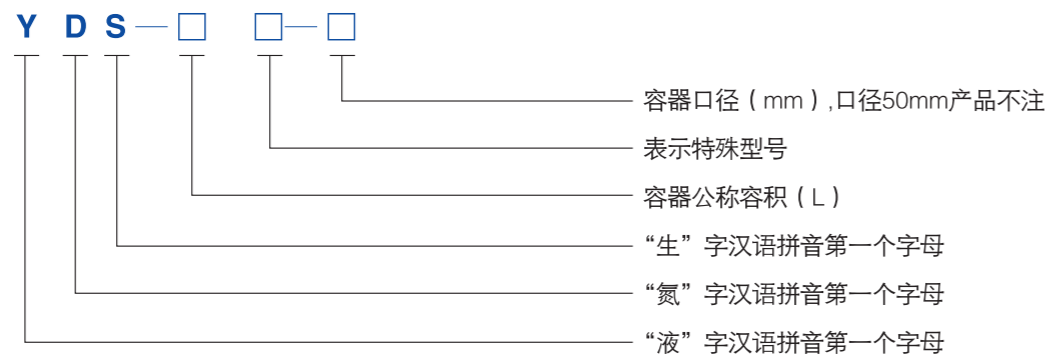 YDS—□ □—□
容器口径（mm）,口径50mm产品不注
表示特殊型号
容器公称容积（L）
“生”字汉语拼音第一个字母
“氮”字汉语拼音第一个字母
“液”字汉语拼音第一个字母